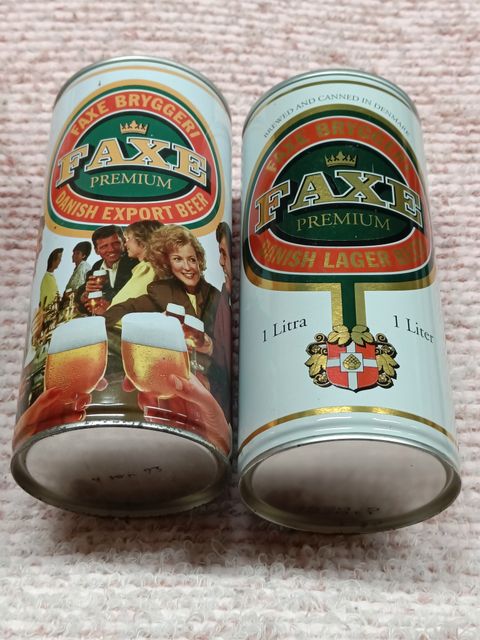 FAXE BRYGGERI
FAXE
PREMIUM
DANISH EXPORT BEER
BREWED AND CANNED IN DENMARK
FAXE BRYGGERI
FAXE
PREMIUM
DANISH LAGER BEER
1 Litra
1 Liter